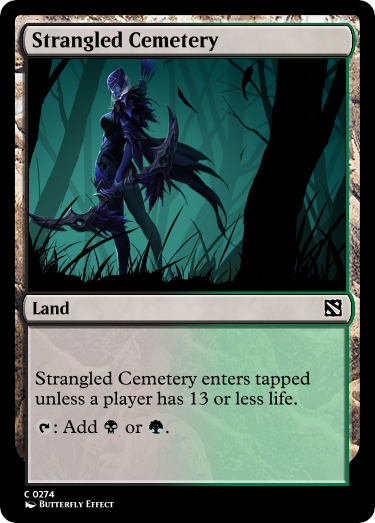 Strangled Cemetery
Land
Strangled Cemetery enters tapped
unless a player has 13 or less life.
: Add or .
C 0274
Butterfly Effect